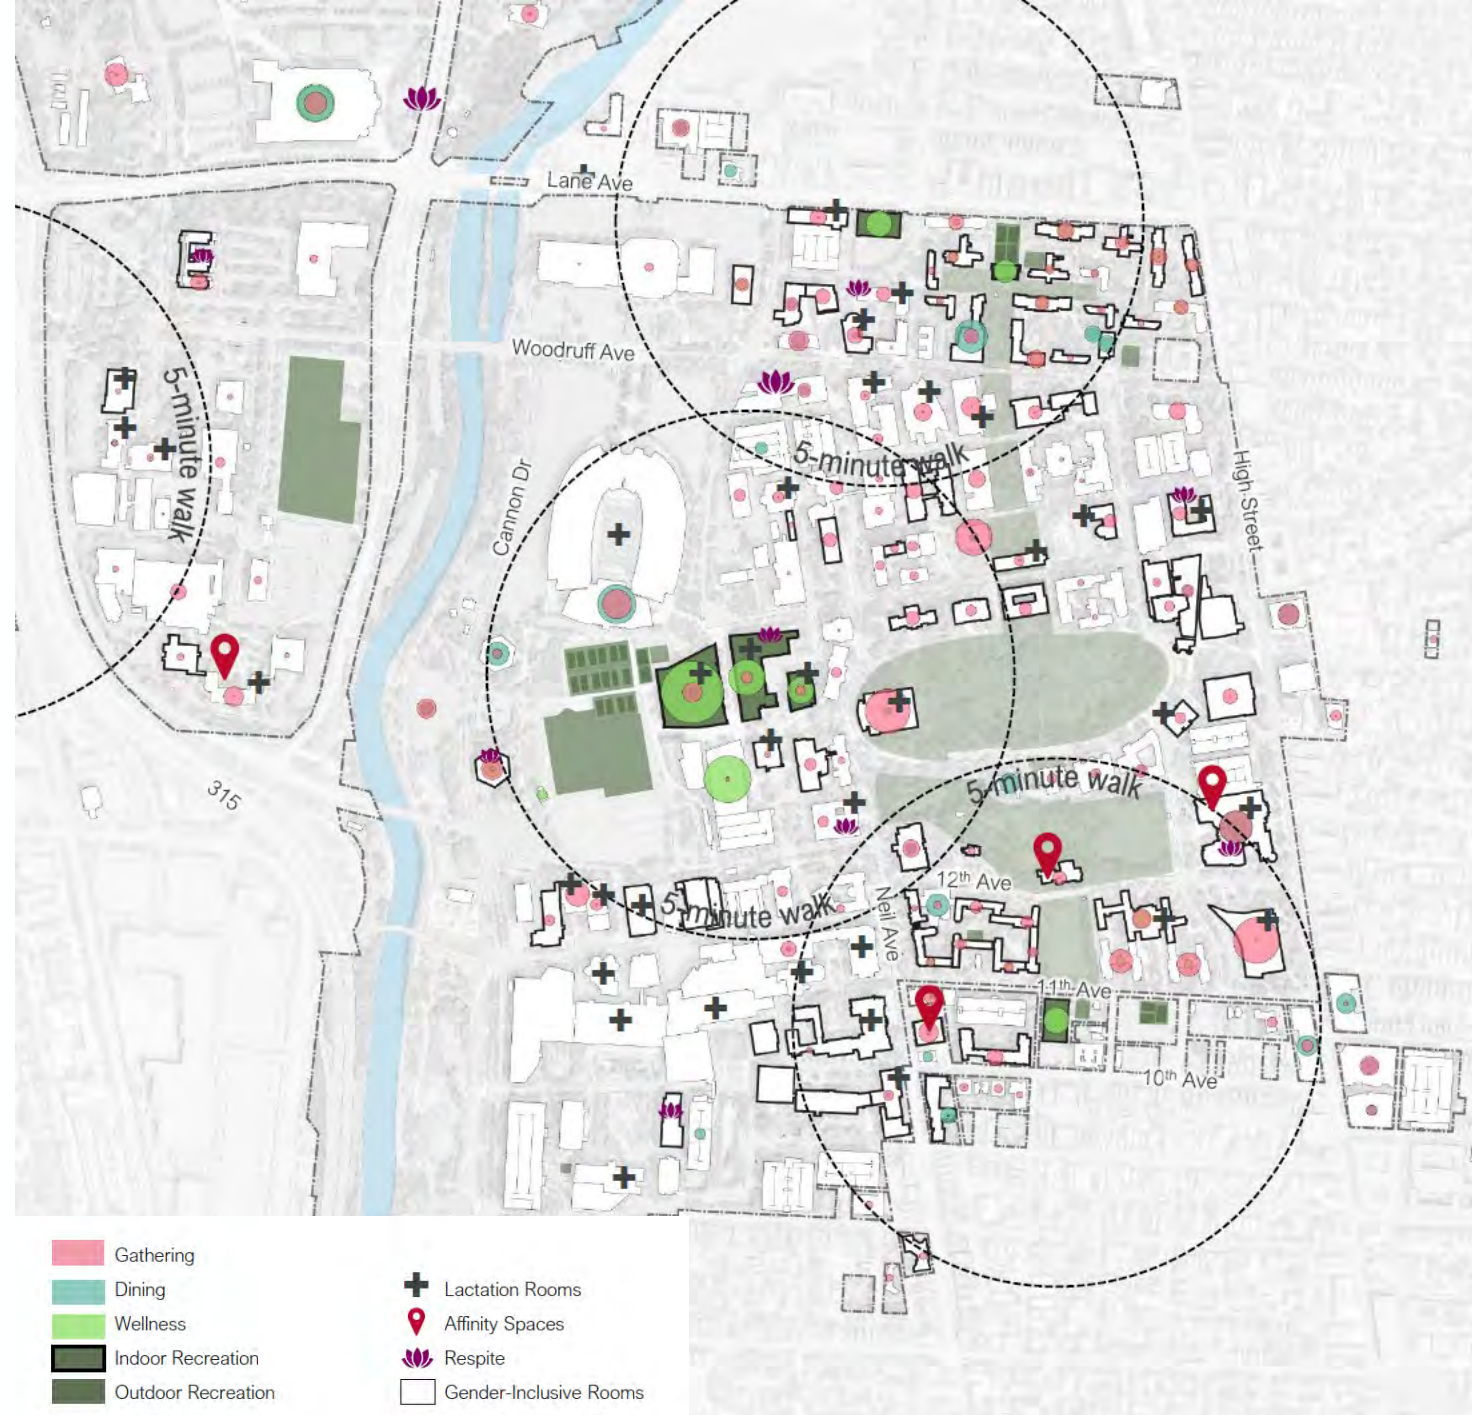 Lane Ave
Woodruff Ave
5-minute walk
5-minute walk
Cannon Dr
High Street
315
5-minute walk
12th Ave
5-minute walk
Neil Ave
11th Ave
10th Ave
Gathering
Dining
Wellness
Indoor Recreation
Outdoor Recreation
Lactation Rooms
Affinity Spaces
Respite
Gender-Inclusive Rooms